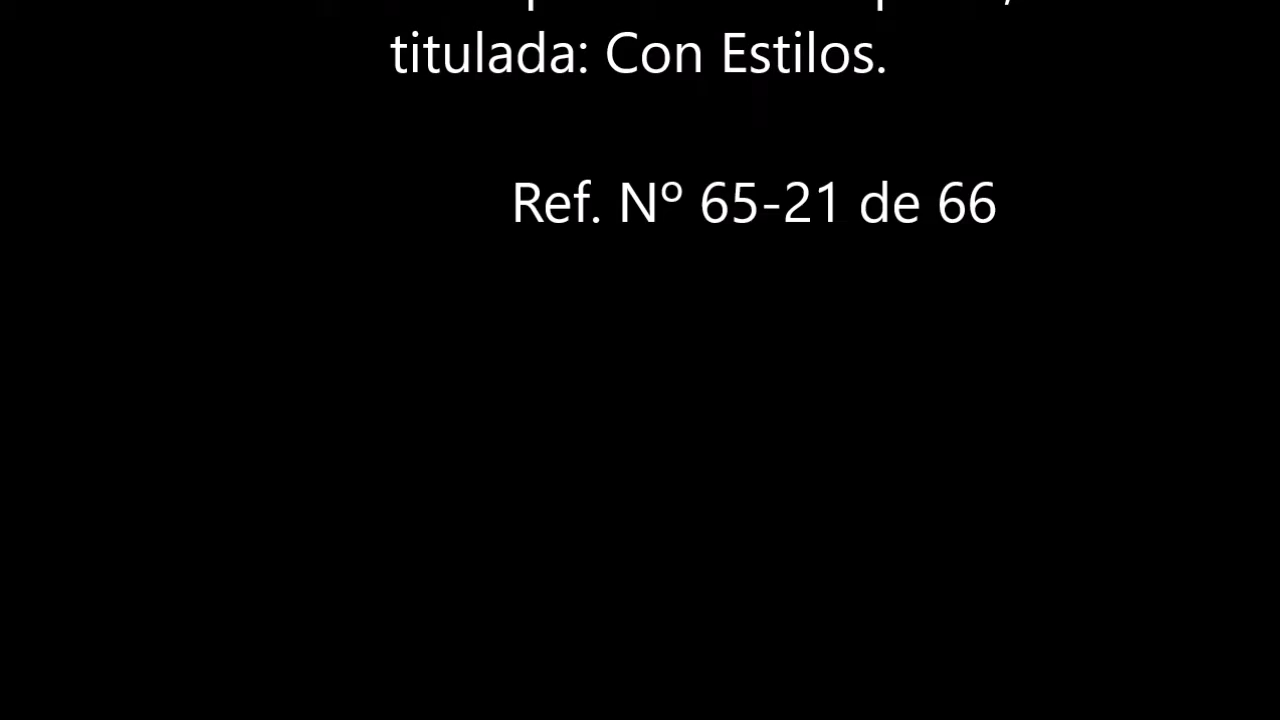 titulada: Con Estilos.
Ref. Nº 65-21 de 66